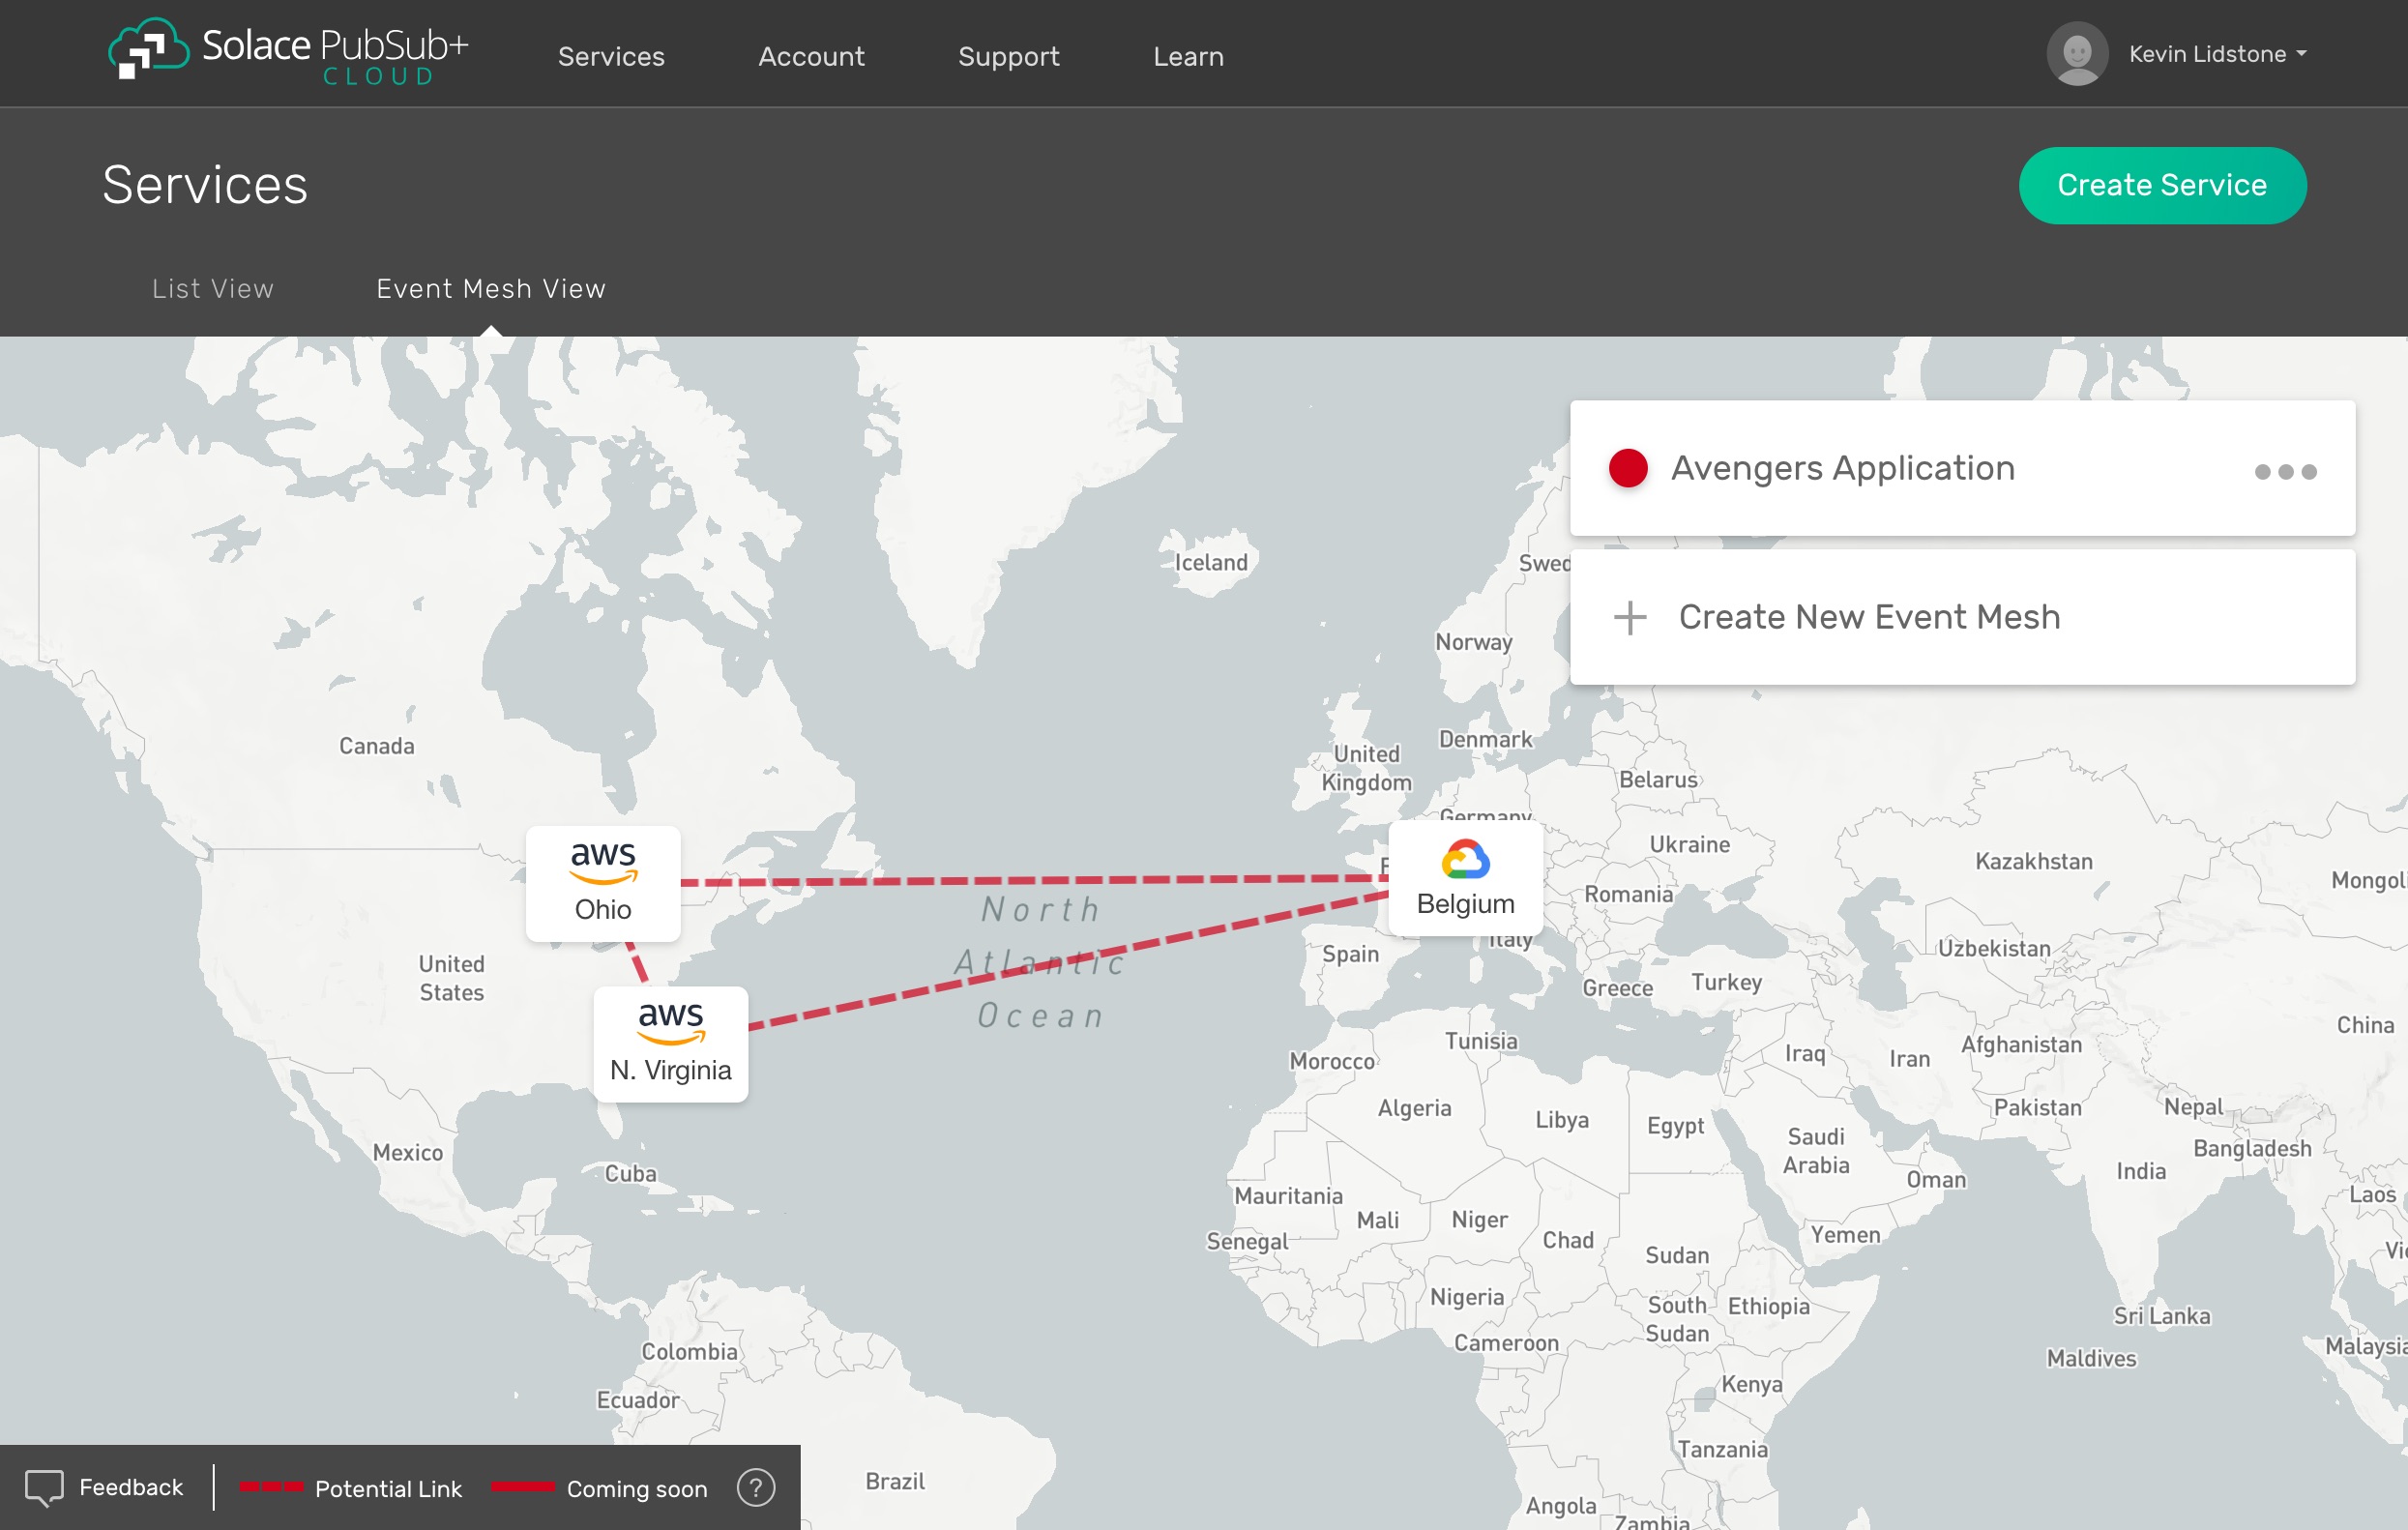 Solace PubSub+
CLOUD
Services
Account
Support
Learn
Kevin Lidstone
Services
Create Service
List View
Event Mesh View
Avengers Application
Create New Event Mesh
Iceland
Norway
Canada
Denmark
United
Kingdom
Belarus
Germany
Ukraine
aws
Ohio
Belgium
Kazakhstan
Romania
North
Atlantic
Ocean
Italy
Spain
Uzbekistan
United
States
Greece
Turkey
aws
N. Virginia
China
Tunisia
Morocco
Iraq
Iran
Afghanistan
Algeria
Libya
Egypt
Pakistan
Nepal
Saudi
Arabia
Bangladesh
Mexico
Cuba
India
Oman
Mauritania
Mali
Niger
Chad
Laos
Senegal
Yemen
Sudan
Nigeria
South
Sudan
Ethiopia
Sri Lanka
Cameroon
Colombia
Maldives
Malaysia
Kenya
Ecuador
Tanzania
Brazil
Angola
Zambia
Feedback
Potential Link
Coming soon
?